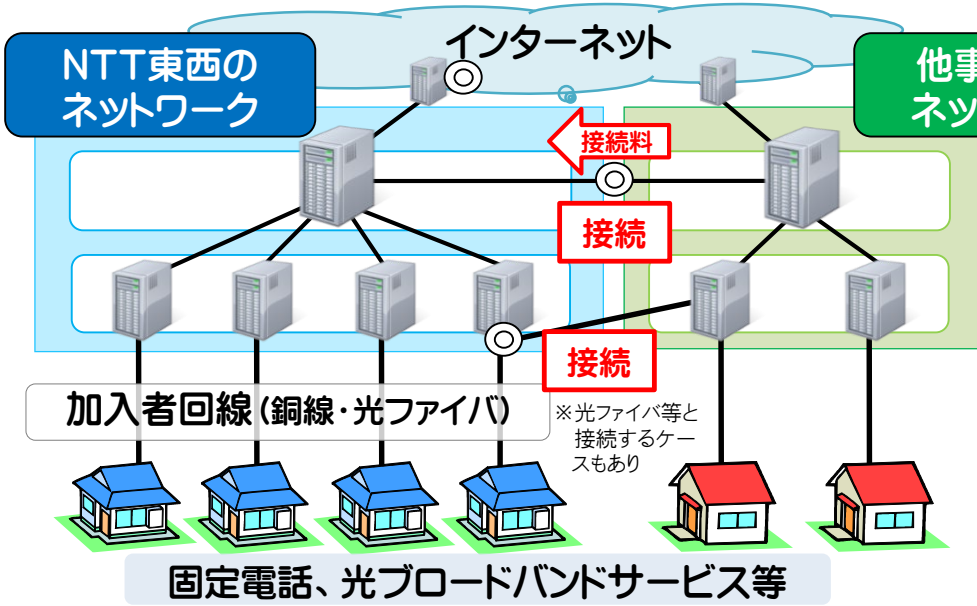 インターネット
NTT東西の
ネットワーク
他事
ネッ
接続料
接続
接続
加入者回線(銅線・光ファイバ)
※光ファイバ等と
接続するケー
スもあり
固定電話、光ブロードバンドサービス等